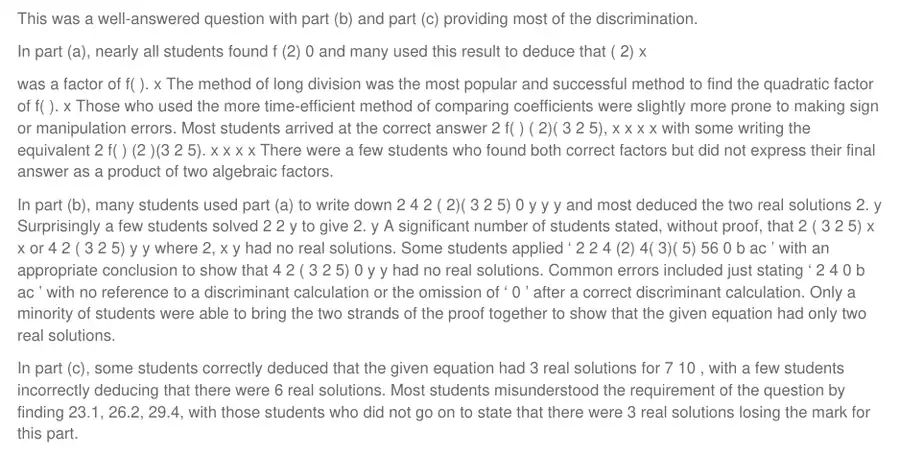 This was a well-answered question with part (b) and part (c) providing most of the discrimination.
In part (a), nearly all students found f (2) 0 and many used this result to deduce that ( 2) x
was a factor of f( ). x The method of long division was the most popular and successful method to find the quadratic factor
of f( ). x Those who used the more time-efficient method of comparing coefficients were slightly more prone to making sign
or manipulation errors. Most students arrived at the correct answer 2 f( ) ( 2)( 3 2 5), x x x x with some writing the
equivalent 2 f( ) (2 )(3 2 5). x x x x There were a few students who found both correct factors but did not express their final
answer as a product of two algebraic factors.
In part (b), many students used part (a) to write down 2 4 2 ( 2)( 3 2 5) 0 y y y and most deduced the two real solutions 2. y
Surprisingly a few students solved 2 2 y to give 2. y A significant number of students stated, without proof, that 2 ( 3 2 5) x
x or 4 2 ( 3 2 5) y y where 2, x y had no real solutions. Some students applied ‘ 2 2 4 (2) 4( 3)( 5) 56 0 b ac ’ with an
appropriate conclusion to show that 4 2 ( 3 2 5) 0 y y had no real solutions. Common errors included just stating ‘ 2 4 0 b
ac ’ with no reference to a discriminant calculation or the omission of ‘ 0 ’ after a correct discriminant calculation. Only a
minority of students were able to bring the two strands of the proof together to show that the given equation had only two
real solutions.
In part (c), some students correctly deduced that the given equation had 3 real solutions for 7 10 , with a few students
incorrectly deducing that there were 6 real solutions. Most students misunderstood the requirement of the question by
finding 23.1, 26.2, 29.4, with those students who did not go on to state that there were 3 real solutions losing the mark for
this part.